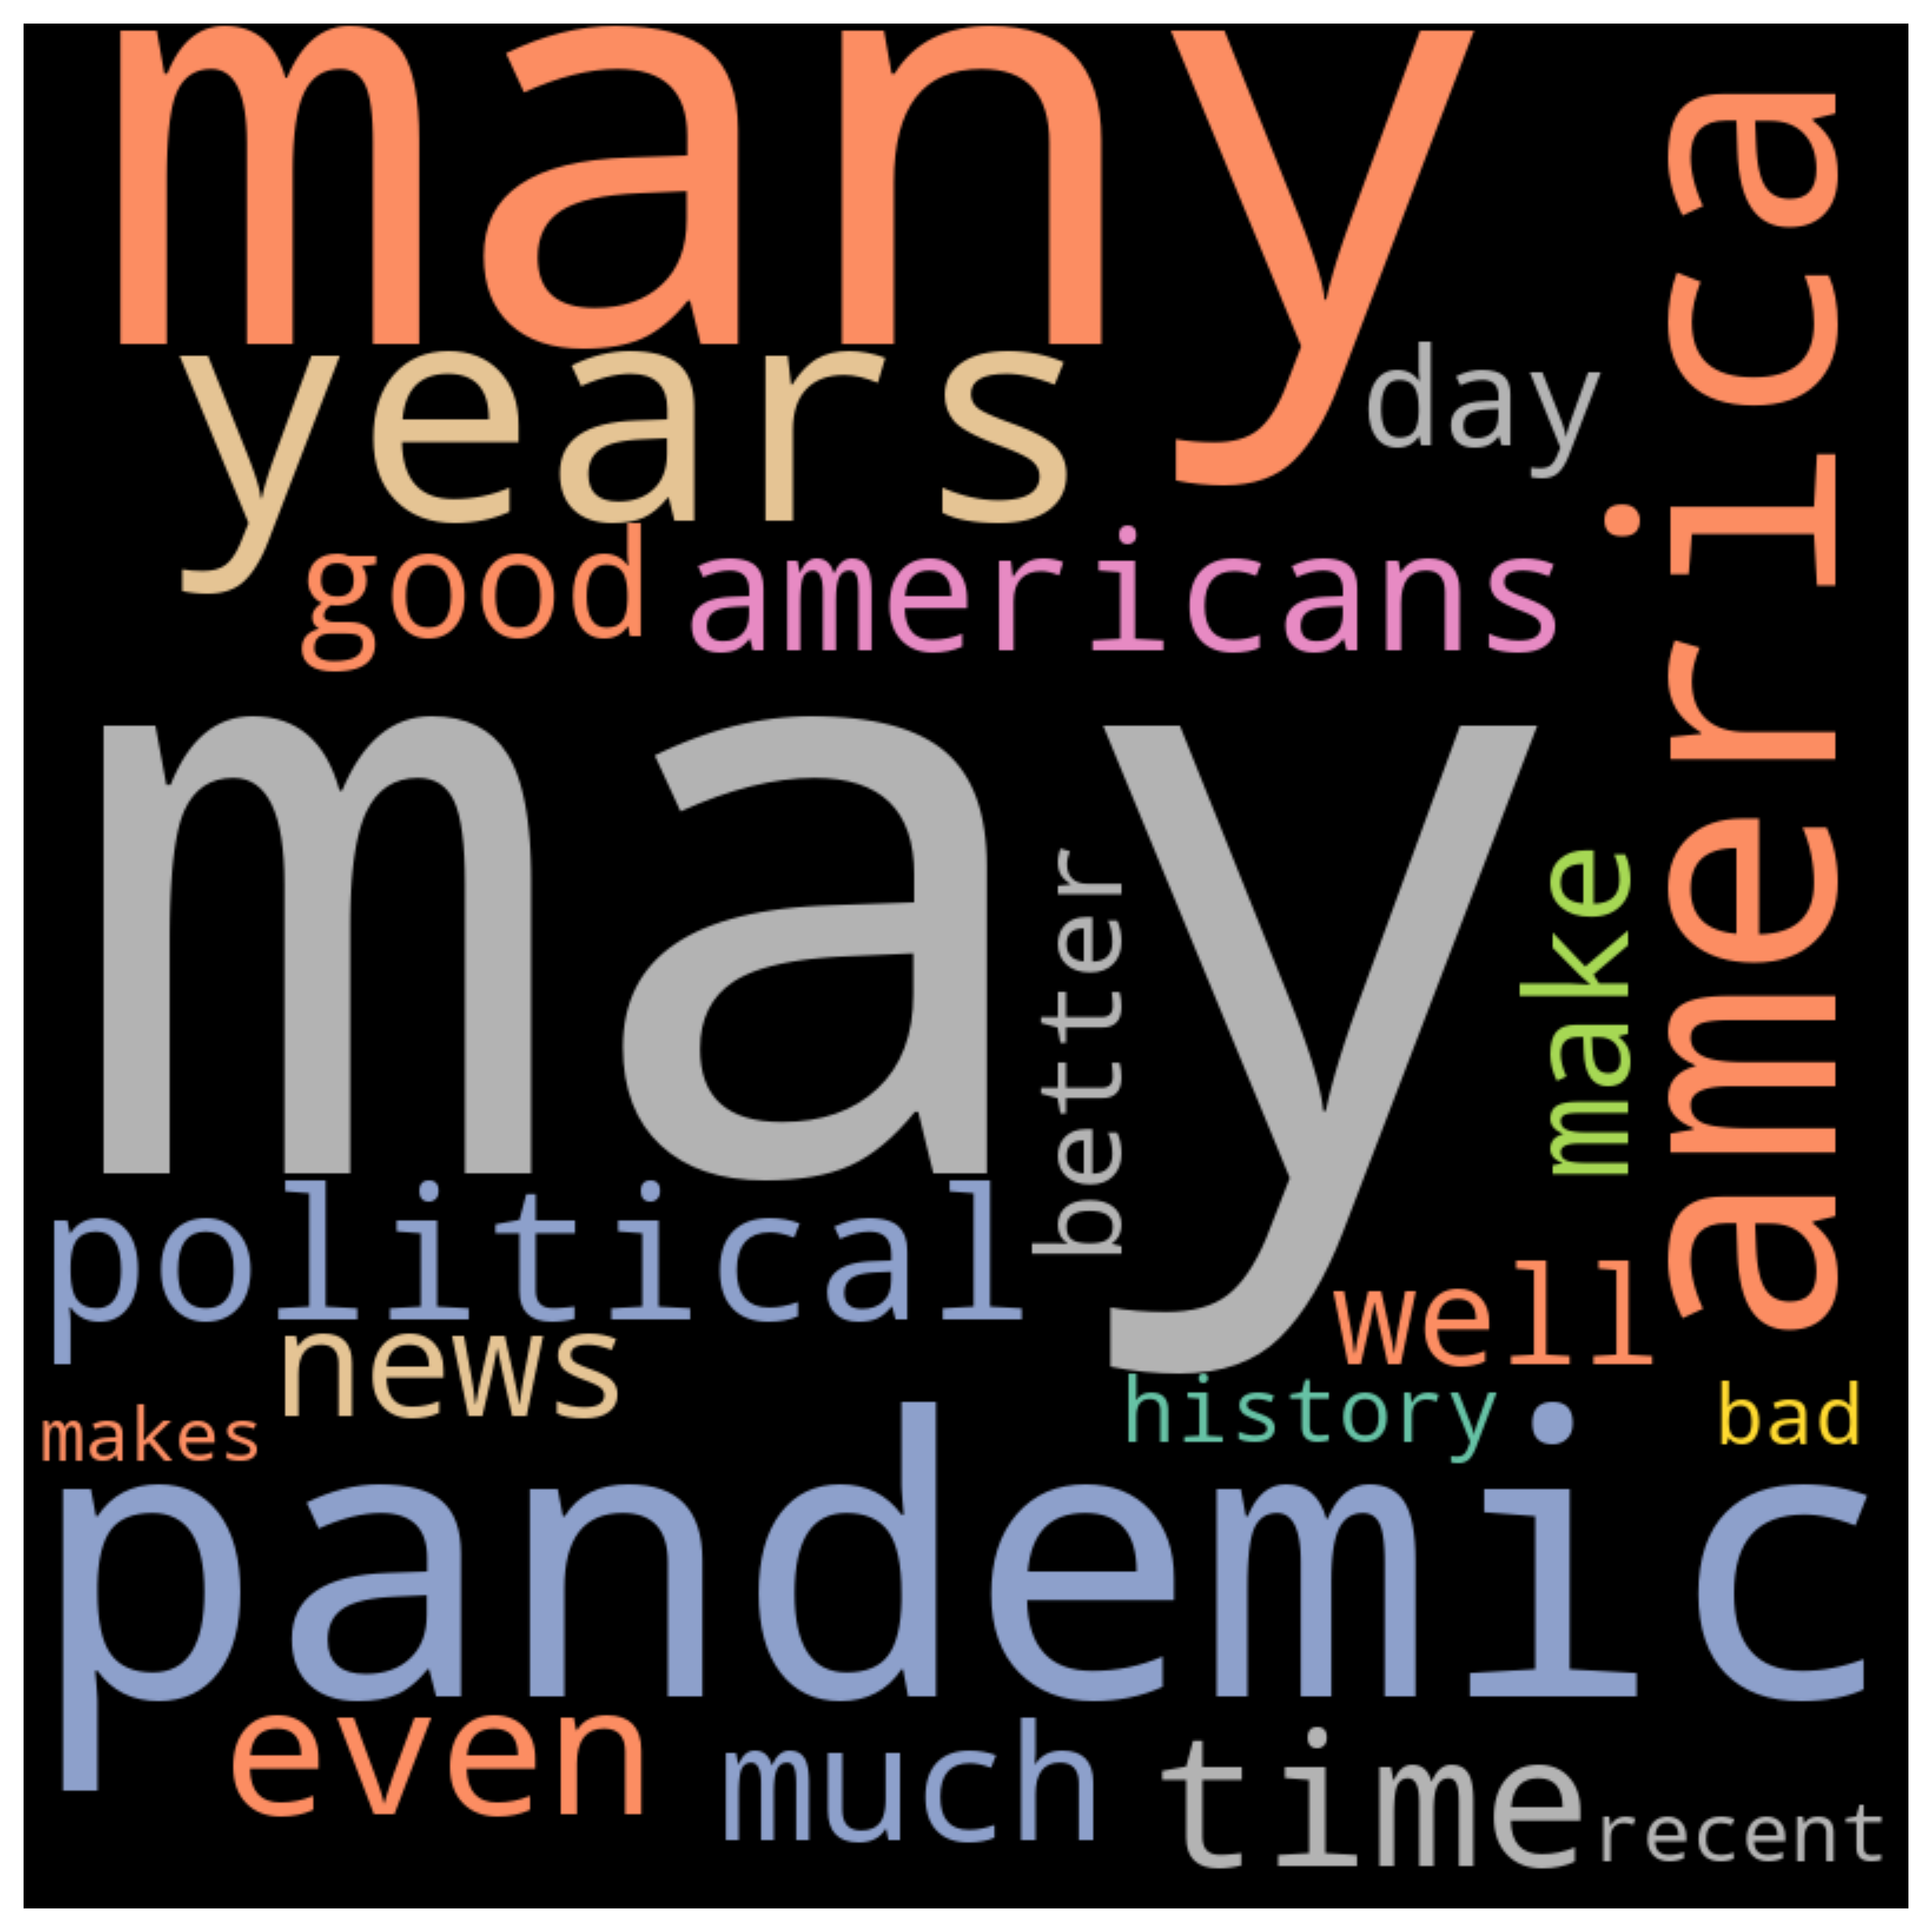 many
america
years
day
good
americans
may
better
make
political
well
news
history
bad
makes
pandemic
even
much
time
recent